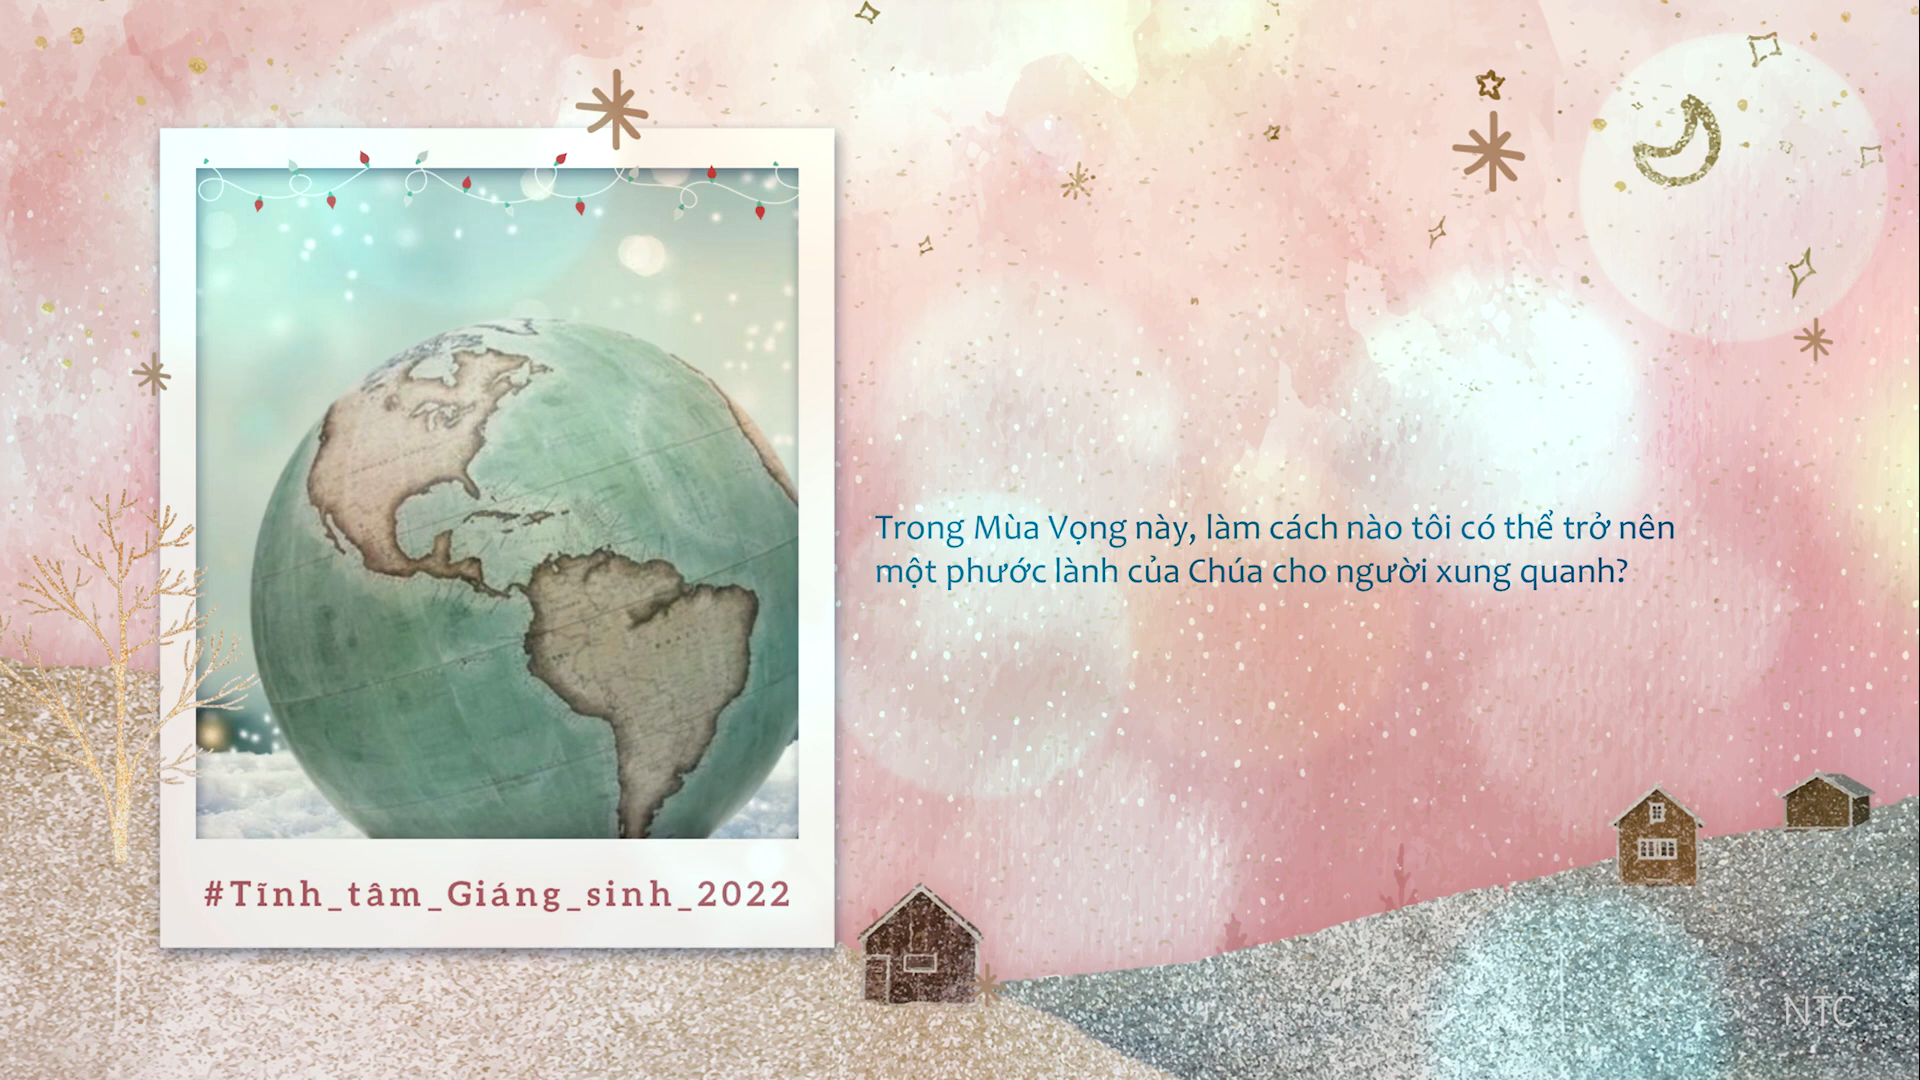 Trong Mùa Vọng này, làm cách nào tôi có thể trở nên
một phước lành của Chúa cho người xung quanh?
#Tĩnh_tâm_Giáng_sinh_2022
NTC